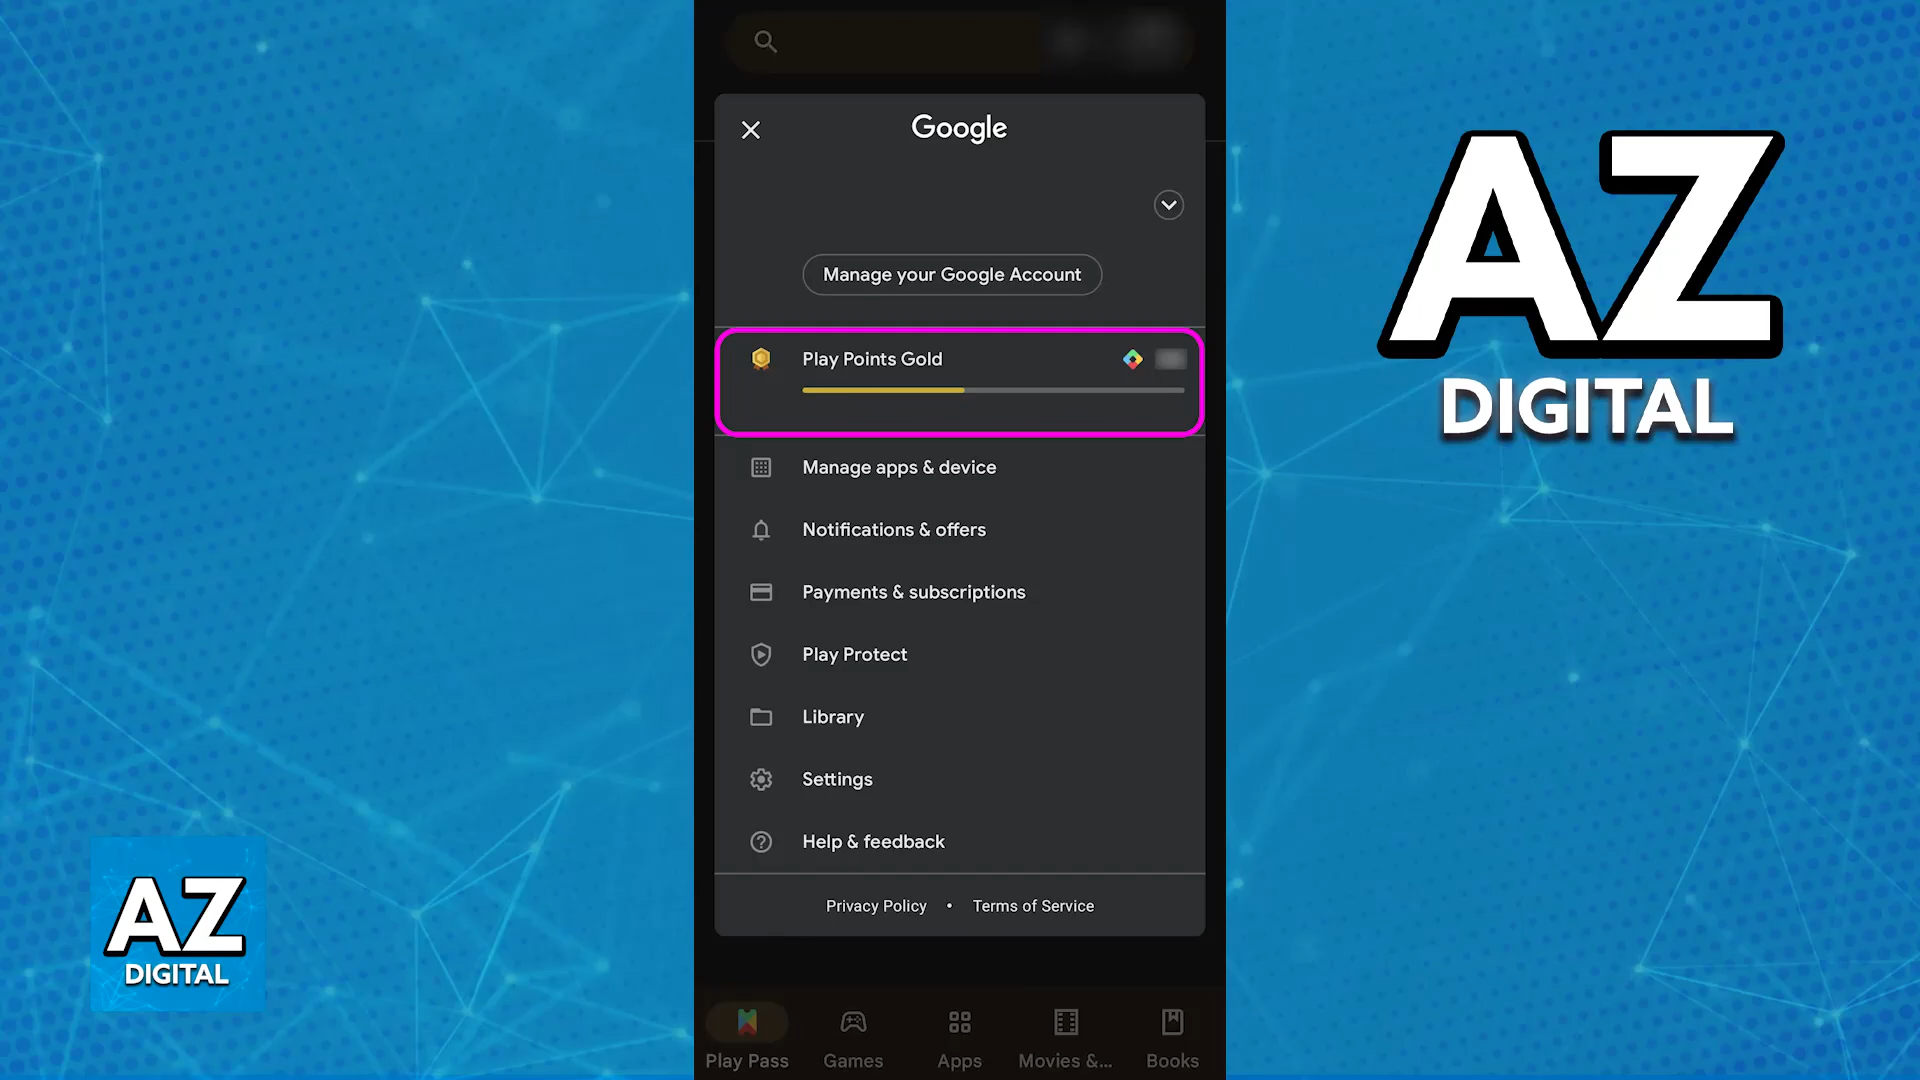 Google
Manage your Google Account
Play Points Gold
Manage apps & device
Notifications & offers
Payments & subscriptions
Play Protect
Library
Settings
Help & feedback
Privacy Policy • Terms of Service
Play Pass
Games
Apps
Movies &...
Books
AZ
DIGITAL
AZ
DIGITAL